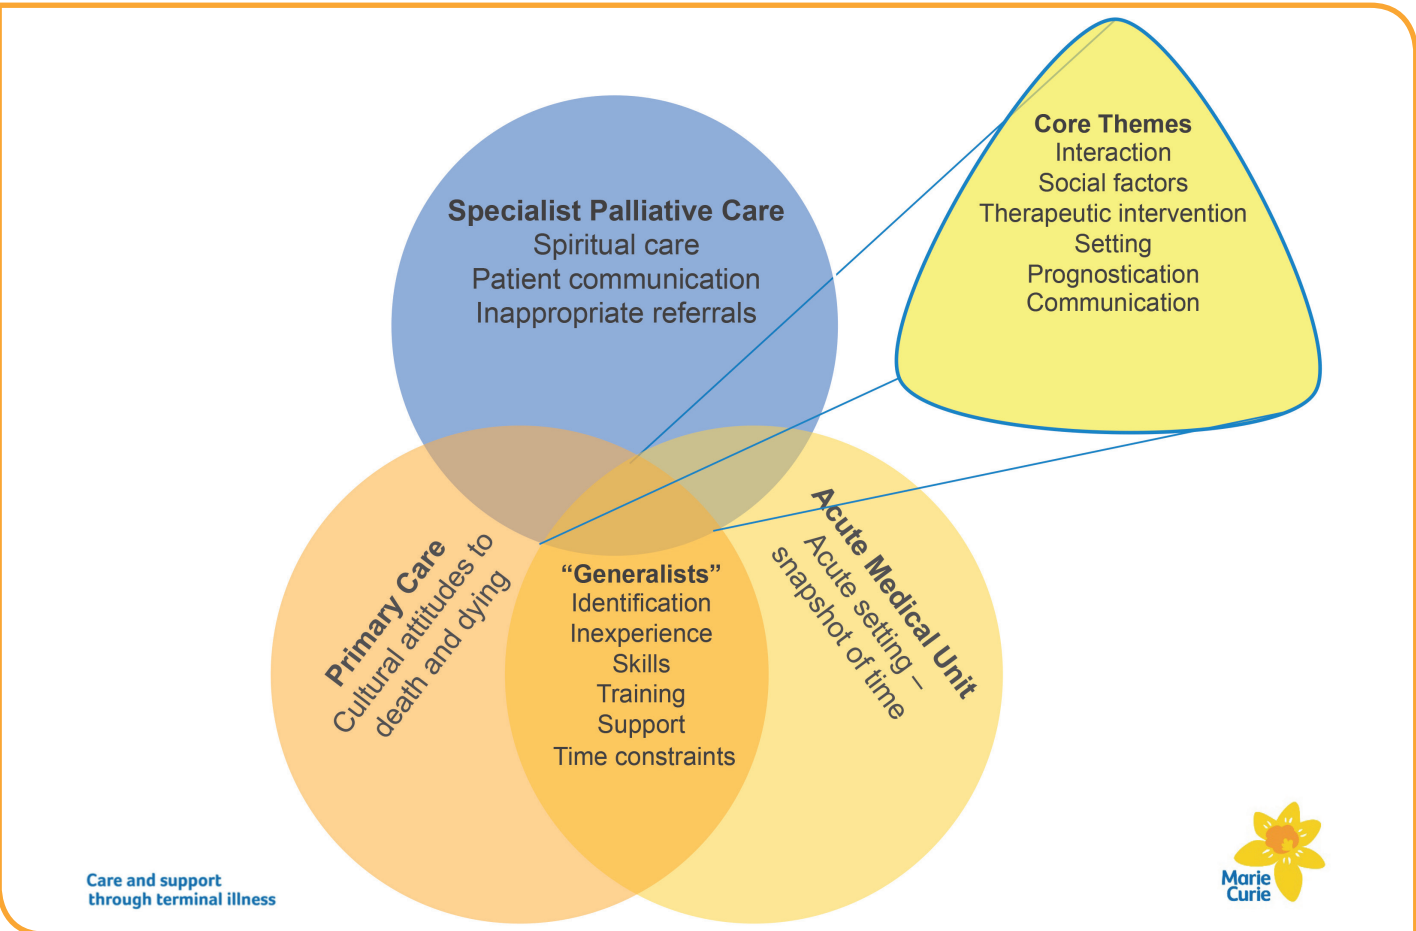 Specialist Palliative Care
Spiritual care
Patient communication
Inappropriate referrals
Core Themes
Interaction
Social factors
Therapeutic intervention
Setting
Prognostication
Communication
Primary Care
Cultural attitudes to
death and dying
“Generalists”
Identification
Inexperience
Skills
Training
Support
Time constraints
Acute Medical Unit
Acute setting –
snapshot of time
Care and support
through terminal illness
Marie
Curie